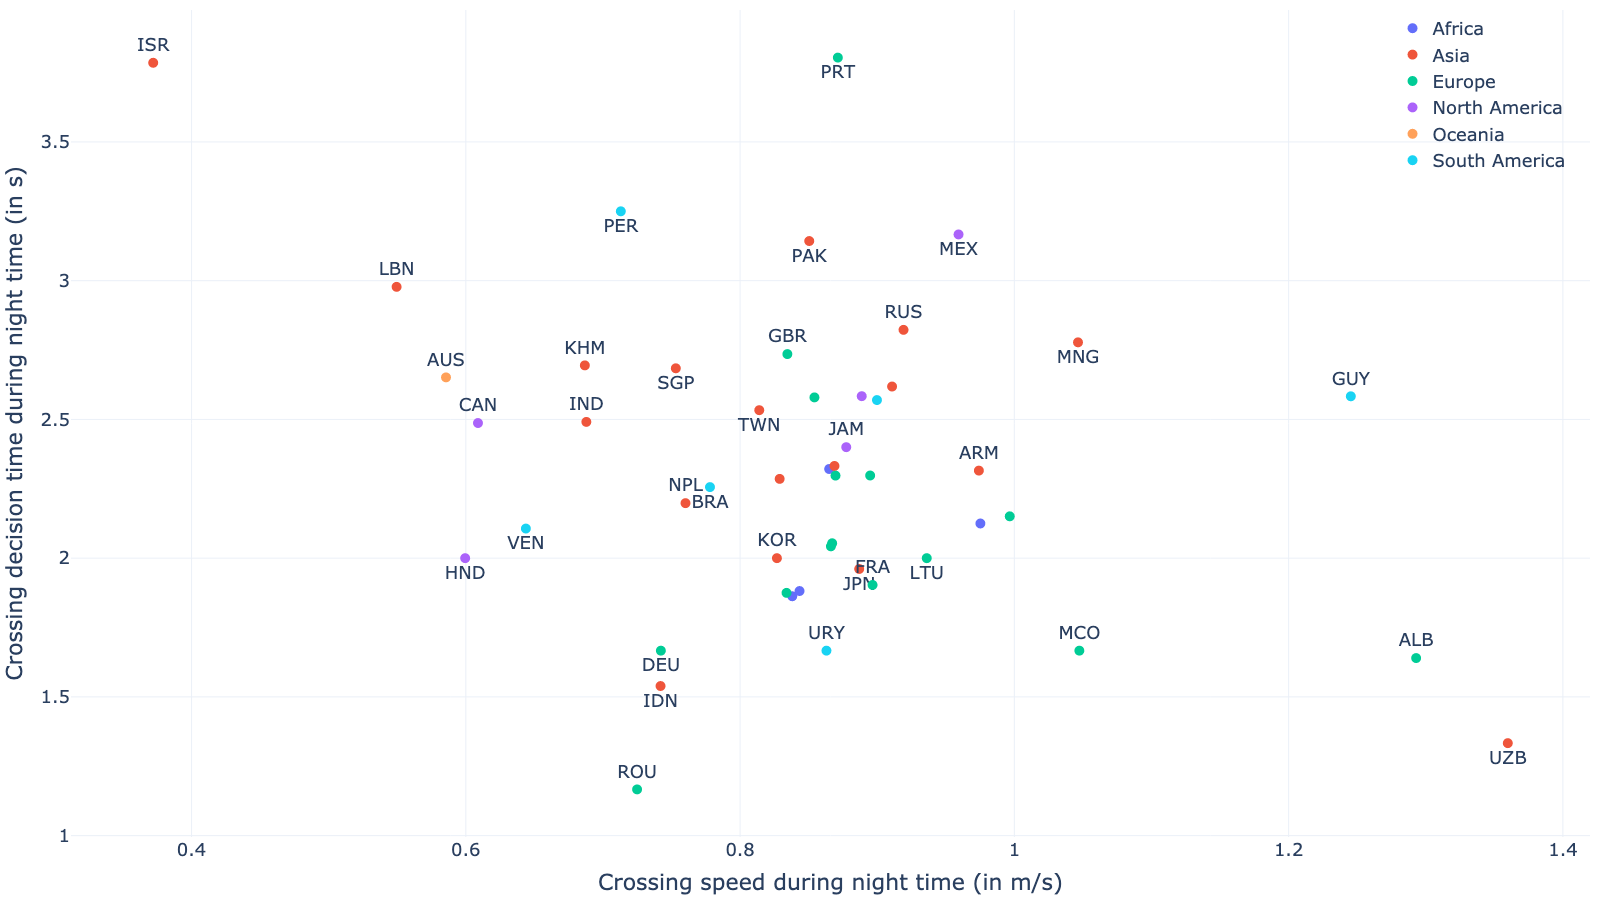 ISR
PRT
Africa
Asia
Europe
North America
Oceania
South America
3.5
PER
PAK
MEX
LBN
3
RUS
GBR
KHM
MNG
AUS
SGP
GUY
CAN
IND
2.5
TWN
JAM
ARM
NPL
BRA
KOR
VEN
2
FRA
HND
JPN
LTU
URY
MCO
ALB
DEU
1.5
IDN
ROU
UZB
1
0.4
0.6
0.8
1
1.2
1.4
Crossing speed during night time (in m/s)
Crossing decision time during night time (in s)